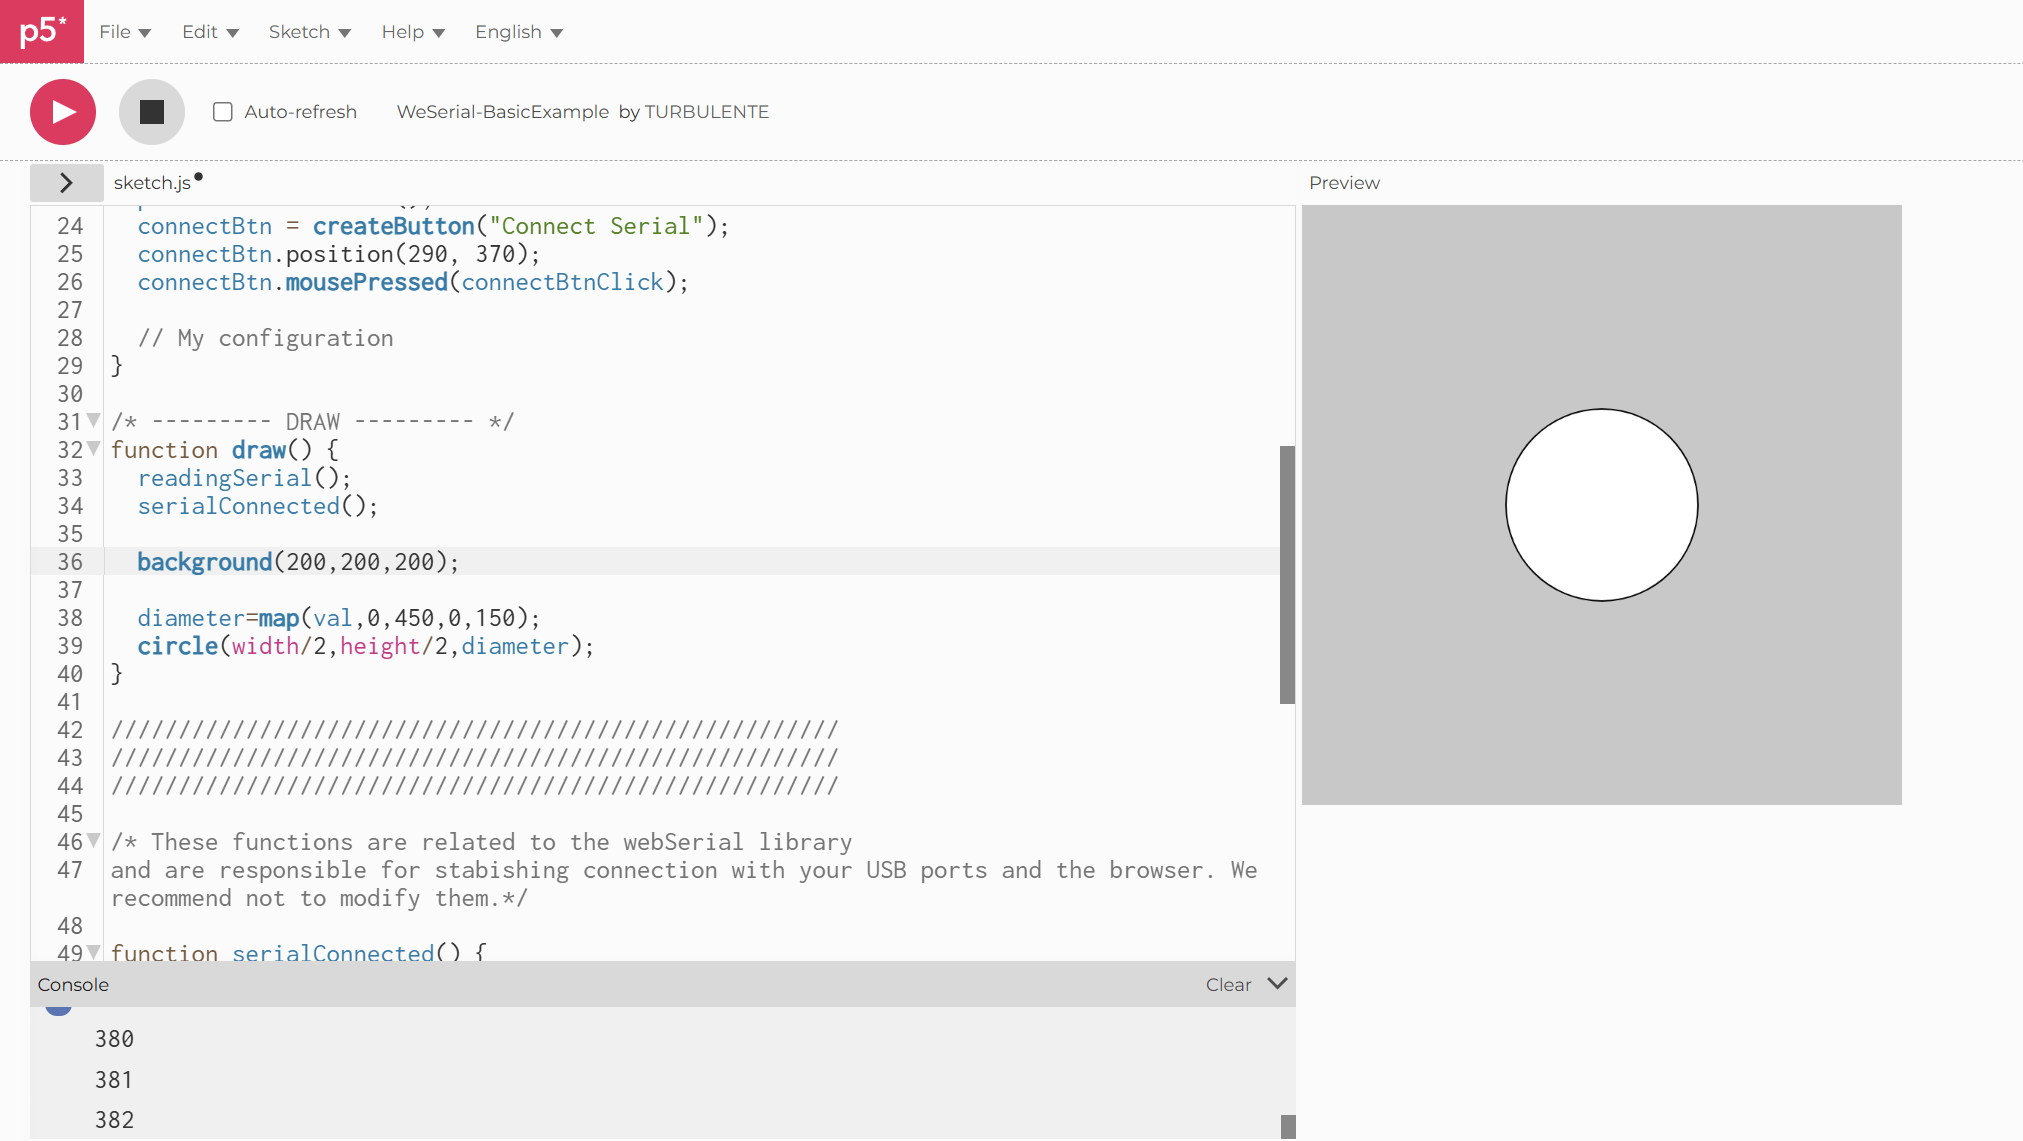 p5*
File
Edit
Sketch
Help
English
Auto-refresh
WeSerial-BasicExample by TURBULENTE
sketch.js
Preview
24 connectBtn = createButton("Connect Serial");
25 connectBtn.position(290, 370);
26 connectBtn.mousePressed(connectBtnClick);
27
28 // My configuration
29 }
30
31 /* --------- DRAW --------- */
32 function draw() {
33 readingSerial();
34 serialConnected();
35
36 background(200,200,200);
37
38 diameter=map(val,0,450,0,150);
39 circle(width/2,height/2,diameter);
40 }
41
42 //////////////////////////////////////////////////////
43 //////////////////////////////////////////////////////
44 //////////////////////////////////////////////////////
45
46 /* These functions are related to the webSerial library
47 and are responsible for stabishing connection with your USB ports and the browser. We
recommend not to modify them.*/
48
49 function serialConnected() {
Console
Clear
380
381
382